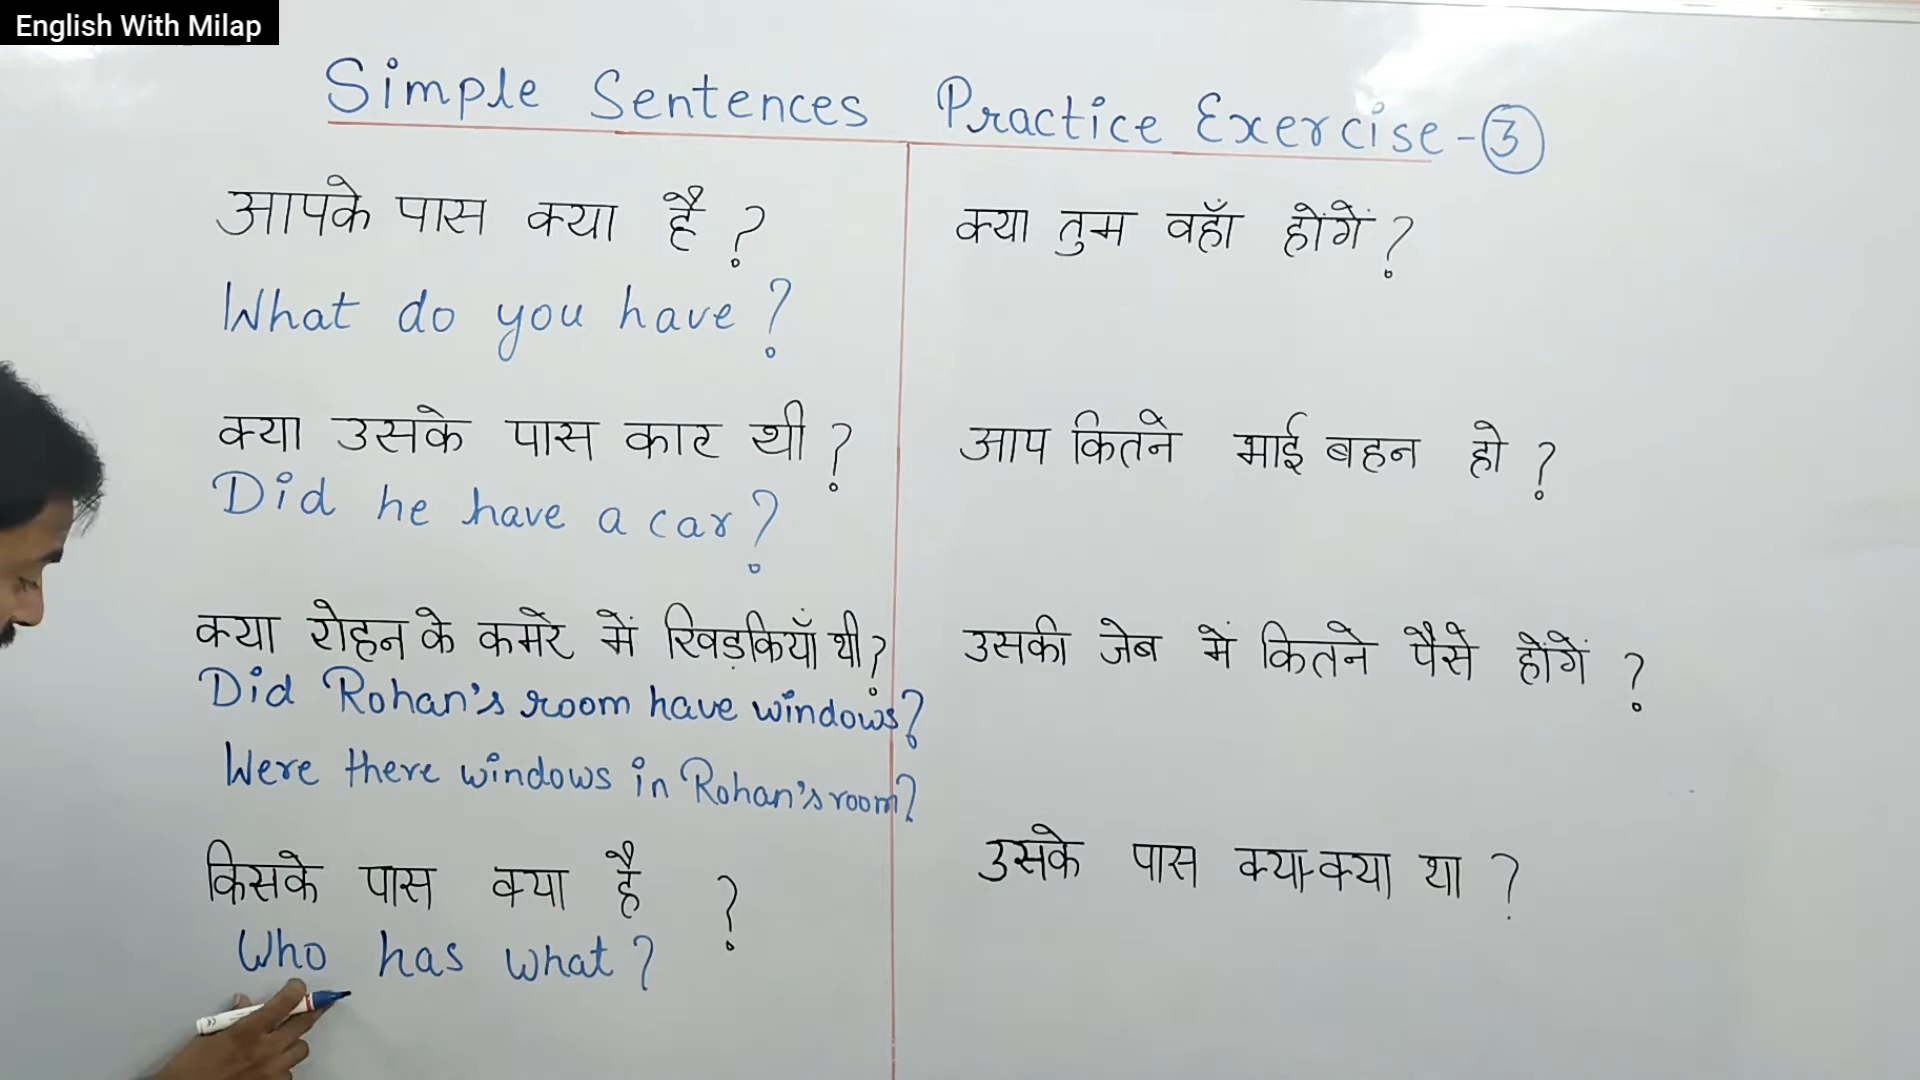 English With Milap
Simple Sentences Practice Exercise - 3
आपके पास क्या है ?
What do you have ?
क्या उसके पास कार थी ?
Did he have a car ?
क्या रोहन के कमरे में खिड़कियाँ थी ?
Did Rohan's room have windows ?
Were there windows in Rohan's room ?
किसके पास क्या है ?
Who has what ?
क्या तुम वहाँ होंगें ?
आप कितने भाई बहन हो ?
उसकी जेब में कितने पैसे होंगें ?
उसके पास क्या-क्या था ?